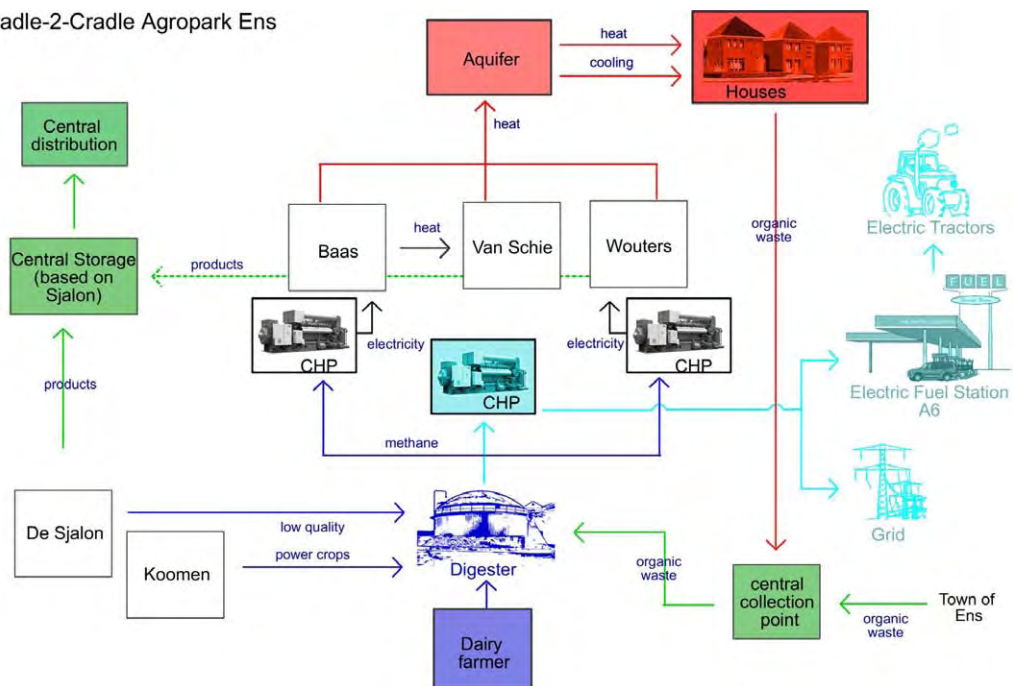 adle-2-Cradle Agropark Ens
Aquifer
heat
cooling
Houses
heat
Central
distribution
Central Storage
(based on
Sjalon)
products
products
Baas
heat
Van Schie
Wouters
organic
waste
Electric Tractors
FUEL
Electric Fuel Station
A6
Grid
CHP
electricity
CHP
electricity
CHP
methane
De Sjalon
low quality
Koomen
power crops
Digester
Dairy
farmer
organic
waste
central
collection
point
organic
waste
Town of
Ens